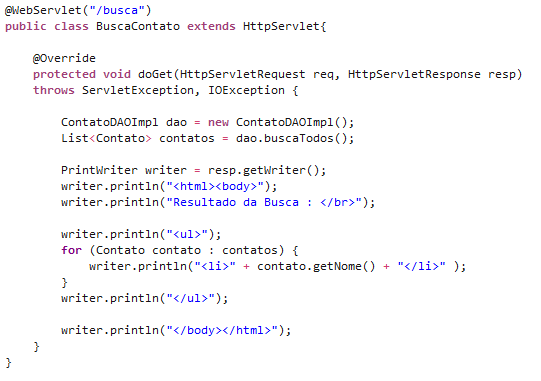 @WebServlet("/busca")
public class BuscaContato extends HttpServlet{
@Override
protected void doGet(HttpServletRequest req, HttpServletResponse resp)
throws ServletException, IOException {
ContatoDAOImpl dao = new ContatoDAOImpl();
List<Contato> contatos = dao.buscaTodos();
PrintWriter writer = resp.getWriter();
writer.println("<html><body>");
writer.println("Resultado da Busca : </br>");
writer.println("<ul>");
for (Contato contato : contatos) {
writer.println("<li>" + contato.getNome() + "</li>" );
}
writer.println("</ul>");
writer.println("</body></html>");
}
}